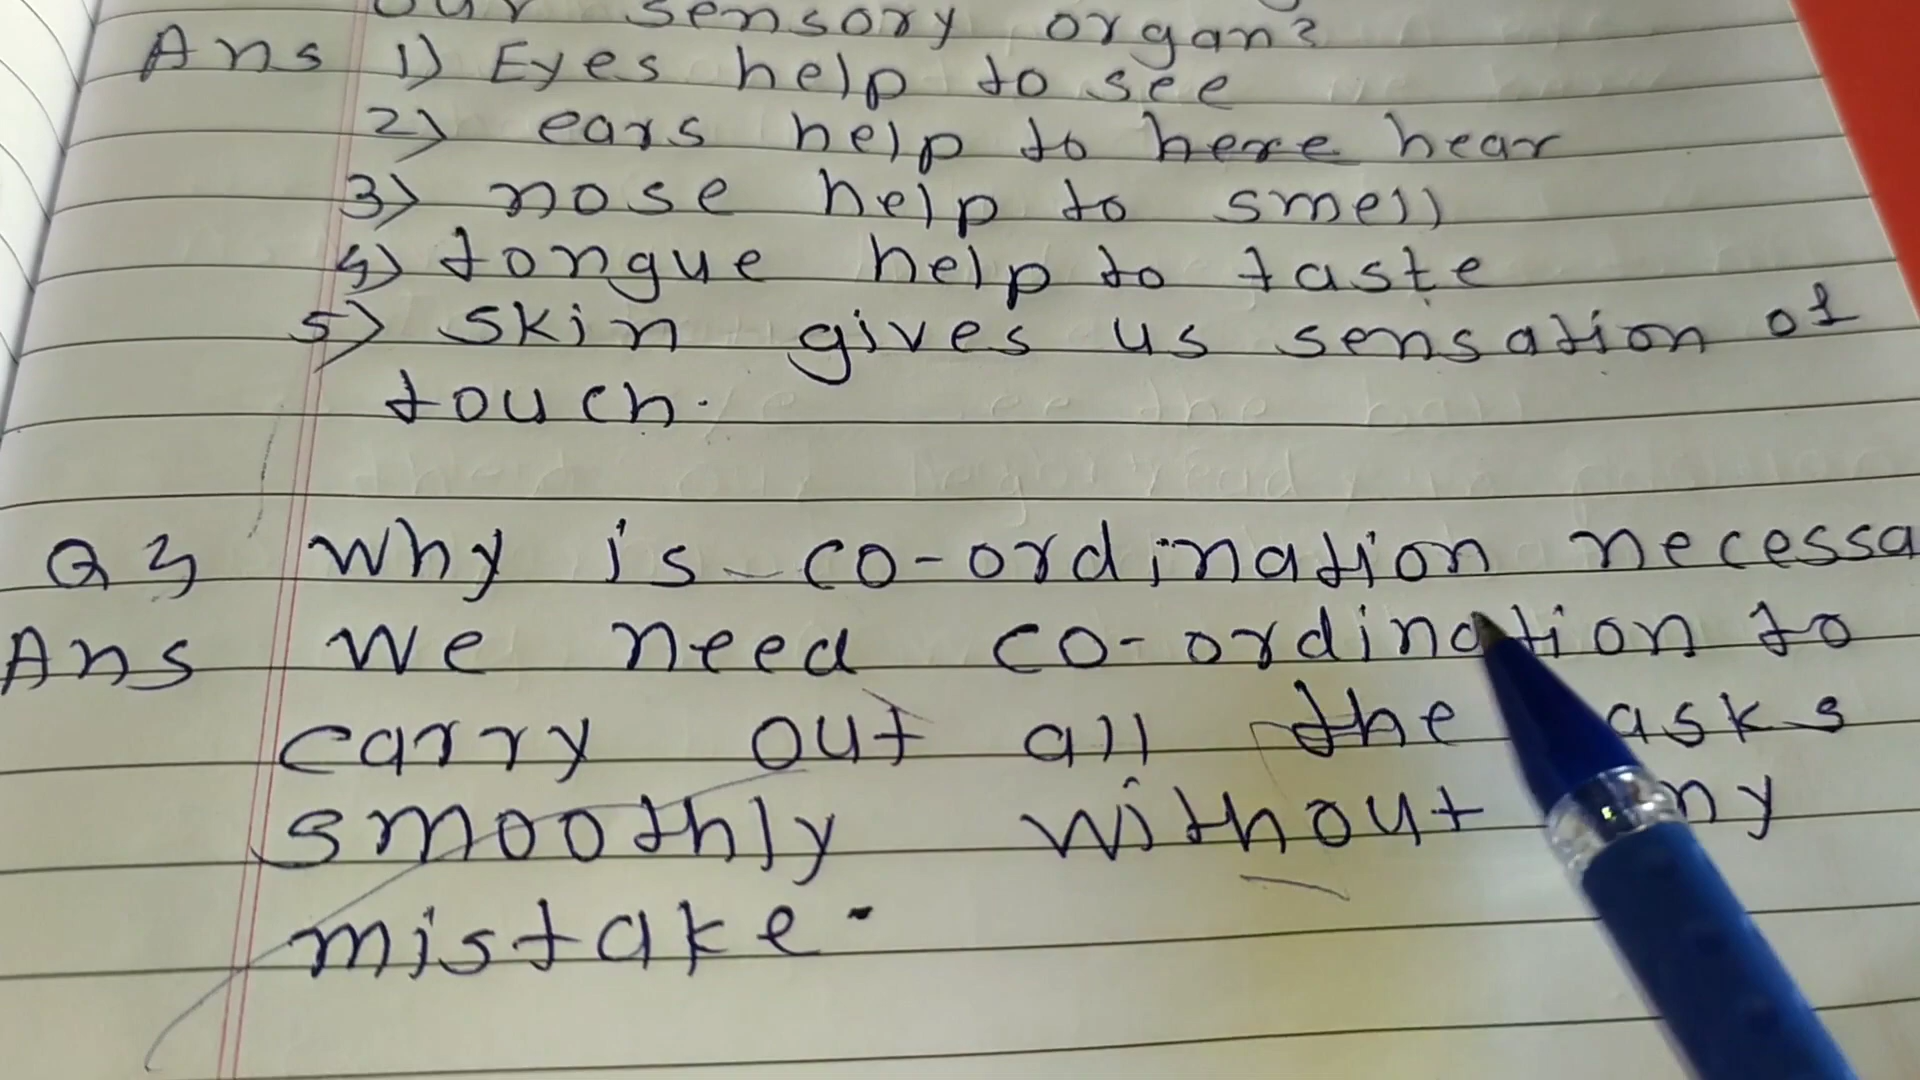 our sensory organ?
Ans 1) Eyes help to see
2) ears help to here hear
3) nose help to smell
4) tongue help to taste
5) skin gives us sensation of
touch.
Q 3 Why is co-ordination necessa
Ans We need co-ordination to
carry out all the asks
smoothly without ny
mistake.